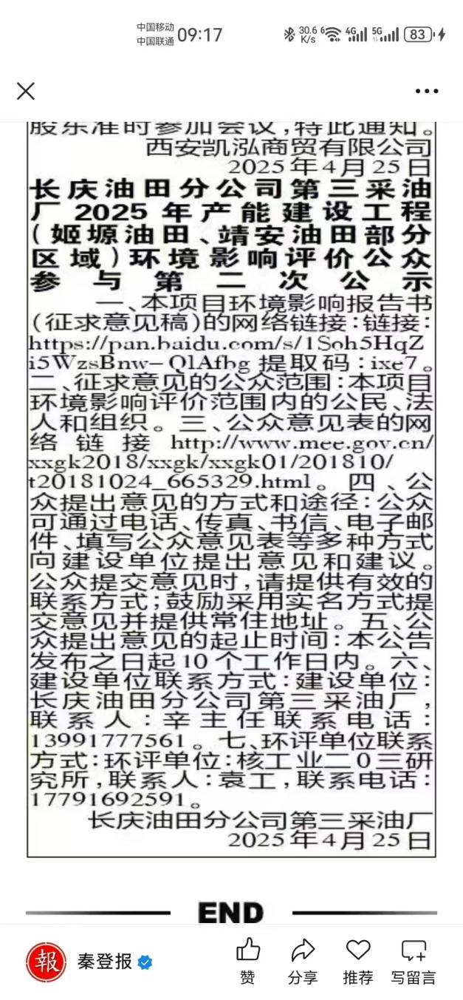 中国移动
中国联通
09:17
30.6
K/s
6
4G
5G
83
股东准时参加会议,特此通知。
西安凯泓商贸有限公司
2025年4月25日
长庆油田分公司第三采油
厂2025年产能建设工程
(姬塬油田、靖安油田部分
区域)环境影响评价公众
参与第二次公示
一、本项目环境影响报告书
(征求意见稿)的网络链接:链接:
https://pan.baidu.com/s/1Soh5HqZ
i5WzsBnw-QlAfbg 提取码:ixe7。
二、征求意见的公众范围:本项目
环境影响评价范围内的公民、法
人和组织。三、公众意见表的网
络链接 http://www.mee.gov.cn/
xxgk2018/xxgk/xxgk01/201810/
t20181024_665329.html。四、公
众提出意见的方式和途径:公众
可通过电话、传真、书信、电子邮
件、填写公众意见表等多种方式
向建设单位提出意见和建议。
公众提交意见时,请提供有效的
联系方式;鼓励采用实名方式提
交意见并提供常住地址。五、公
众提出意见的起止时间:本公告
发布之日起10个工作日内。六、
建设单位联系方式:建设单位:
长庆油田分公司第三采油厂,
联系人:辛主任联系电话:
13991777561。七、环评单位联系
方式:环评单位:核工业二0三研
究所,联系人:袁工,联系电话:
17791692591。
长庆油田分公司第三采油厂
2025年4月25日
END
報
秦登报
赞
分享
推荐
写留言